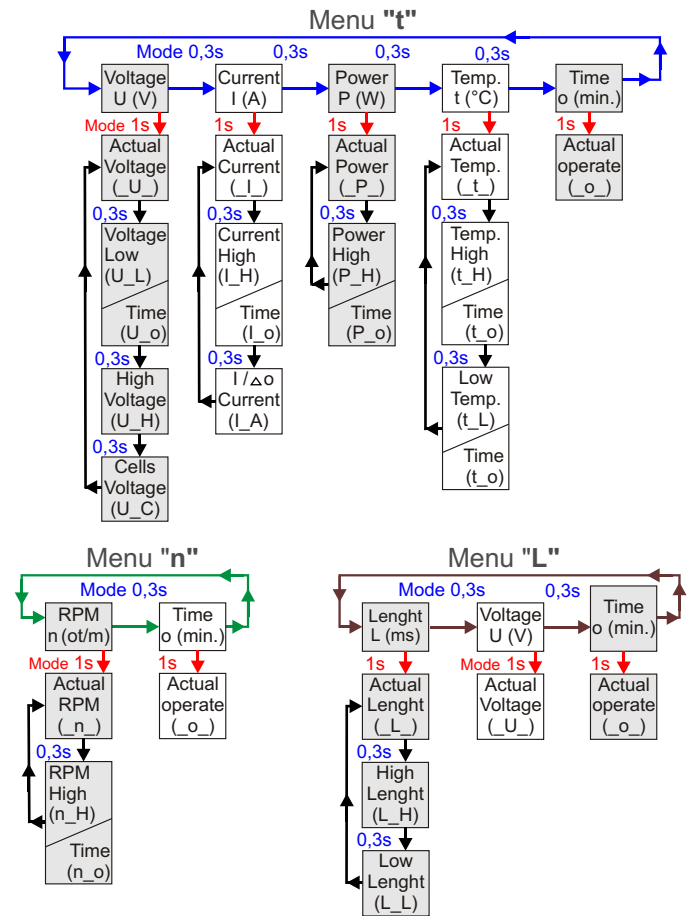 Menu "t"
Mode 0,3s 0,3s 0,3s 0,3s
Voltage
U (V)
Current
I (A)
Power
P (W)
Temp.
t (°C)
Time
o (min.)
Mode 1s 1s 1s 1s 1s
Actual
Voltage
(_U_)
Actual
Current
(_I_)
Actual
Power
(_P_)
Actual
Temp.
(_t_)
Actual
operate
(_o_)
0,3s 0,3s 0,3s 0,3s
Voltage
Low
(U_L)
Time
(U_o)
Current
High
(I_H)
Time
(I_o)
Power
High
(P_H)
Time
(P_o)
Temp.
High
(t_H)
Time
(t_o)
0,3s 0,3s 0,3s
High
Voltage
(U_H)
I /△o
Current
(I_A)
Low
Temp.
(t_L)
Time
(t_o)
0,3s
Cells
Voltage
(U_C)
Menu "n"
Mode 0,3s
RPM
n (ot/m)
Time
o (min.)
Mode 1s 1s
Actual
RPM
(_n_)
Actual
operate
(_o_)
0,3s
RPM
High
(n_H)
Time
(n_o)
Menu "L"
Mode 0,3s 0,3s
Lenght
L (ms)
Voltage
U (V)
Time
o (min.)
1s Mode 1s 1s
Actual
Lenght
(_L_)
Actual
Voltage
(_U_)
Actual
operate
(_o_)
0,3s
High
Lenght
(L_H)
0,3s
Low
Lenght
(L_L)